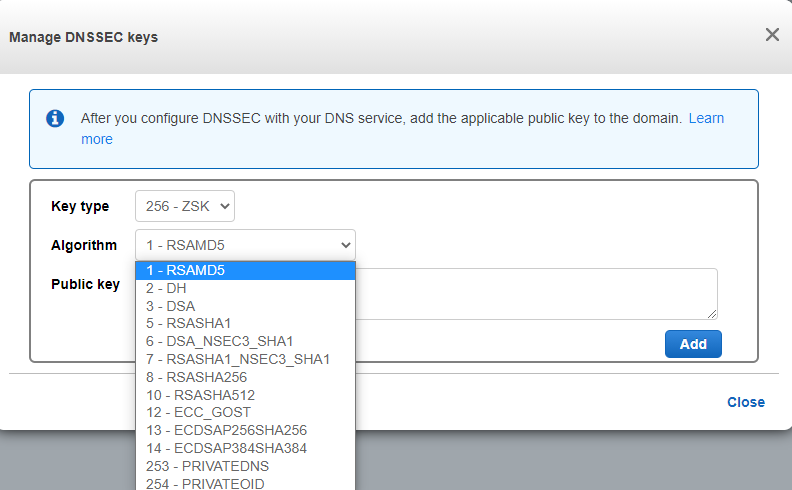 Manage DNSSEC keys
After you configure DNSSEC with your DNS service, add the applicable public key to the domain. Learn
more
Key type 256 - ZSK
Algorithm 1 - RSAMD5
1 - RSAMD5
Public key
2 - DH
3 - DSA
5 - RSASHA1
6 - DSA_NSEC3_SHA1
7 - RSASHA1_NSEC3_SHA1
Add
8 - RSASHA256
10 - RSASHA512
Close
12 - ECC_GOST
13 - ECDSAP256SHA256
14 - ECDSAP384SHA384
253 - PRIVATEDNS
254 - PRIVATEOID